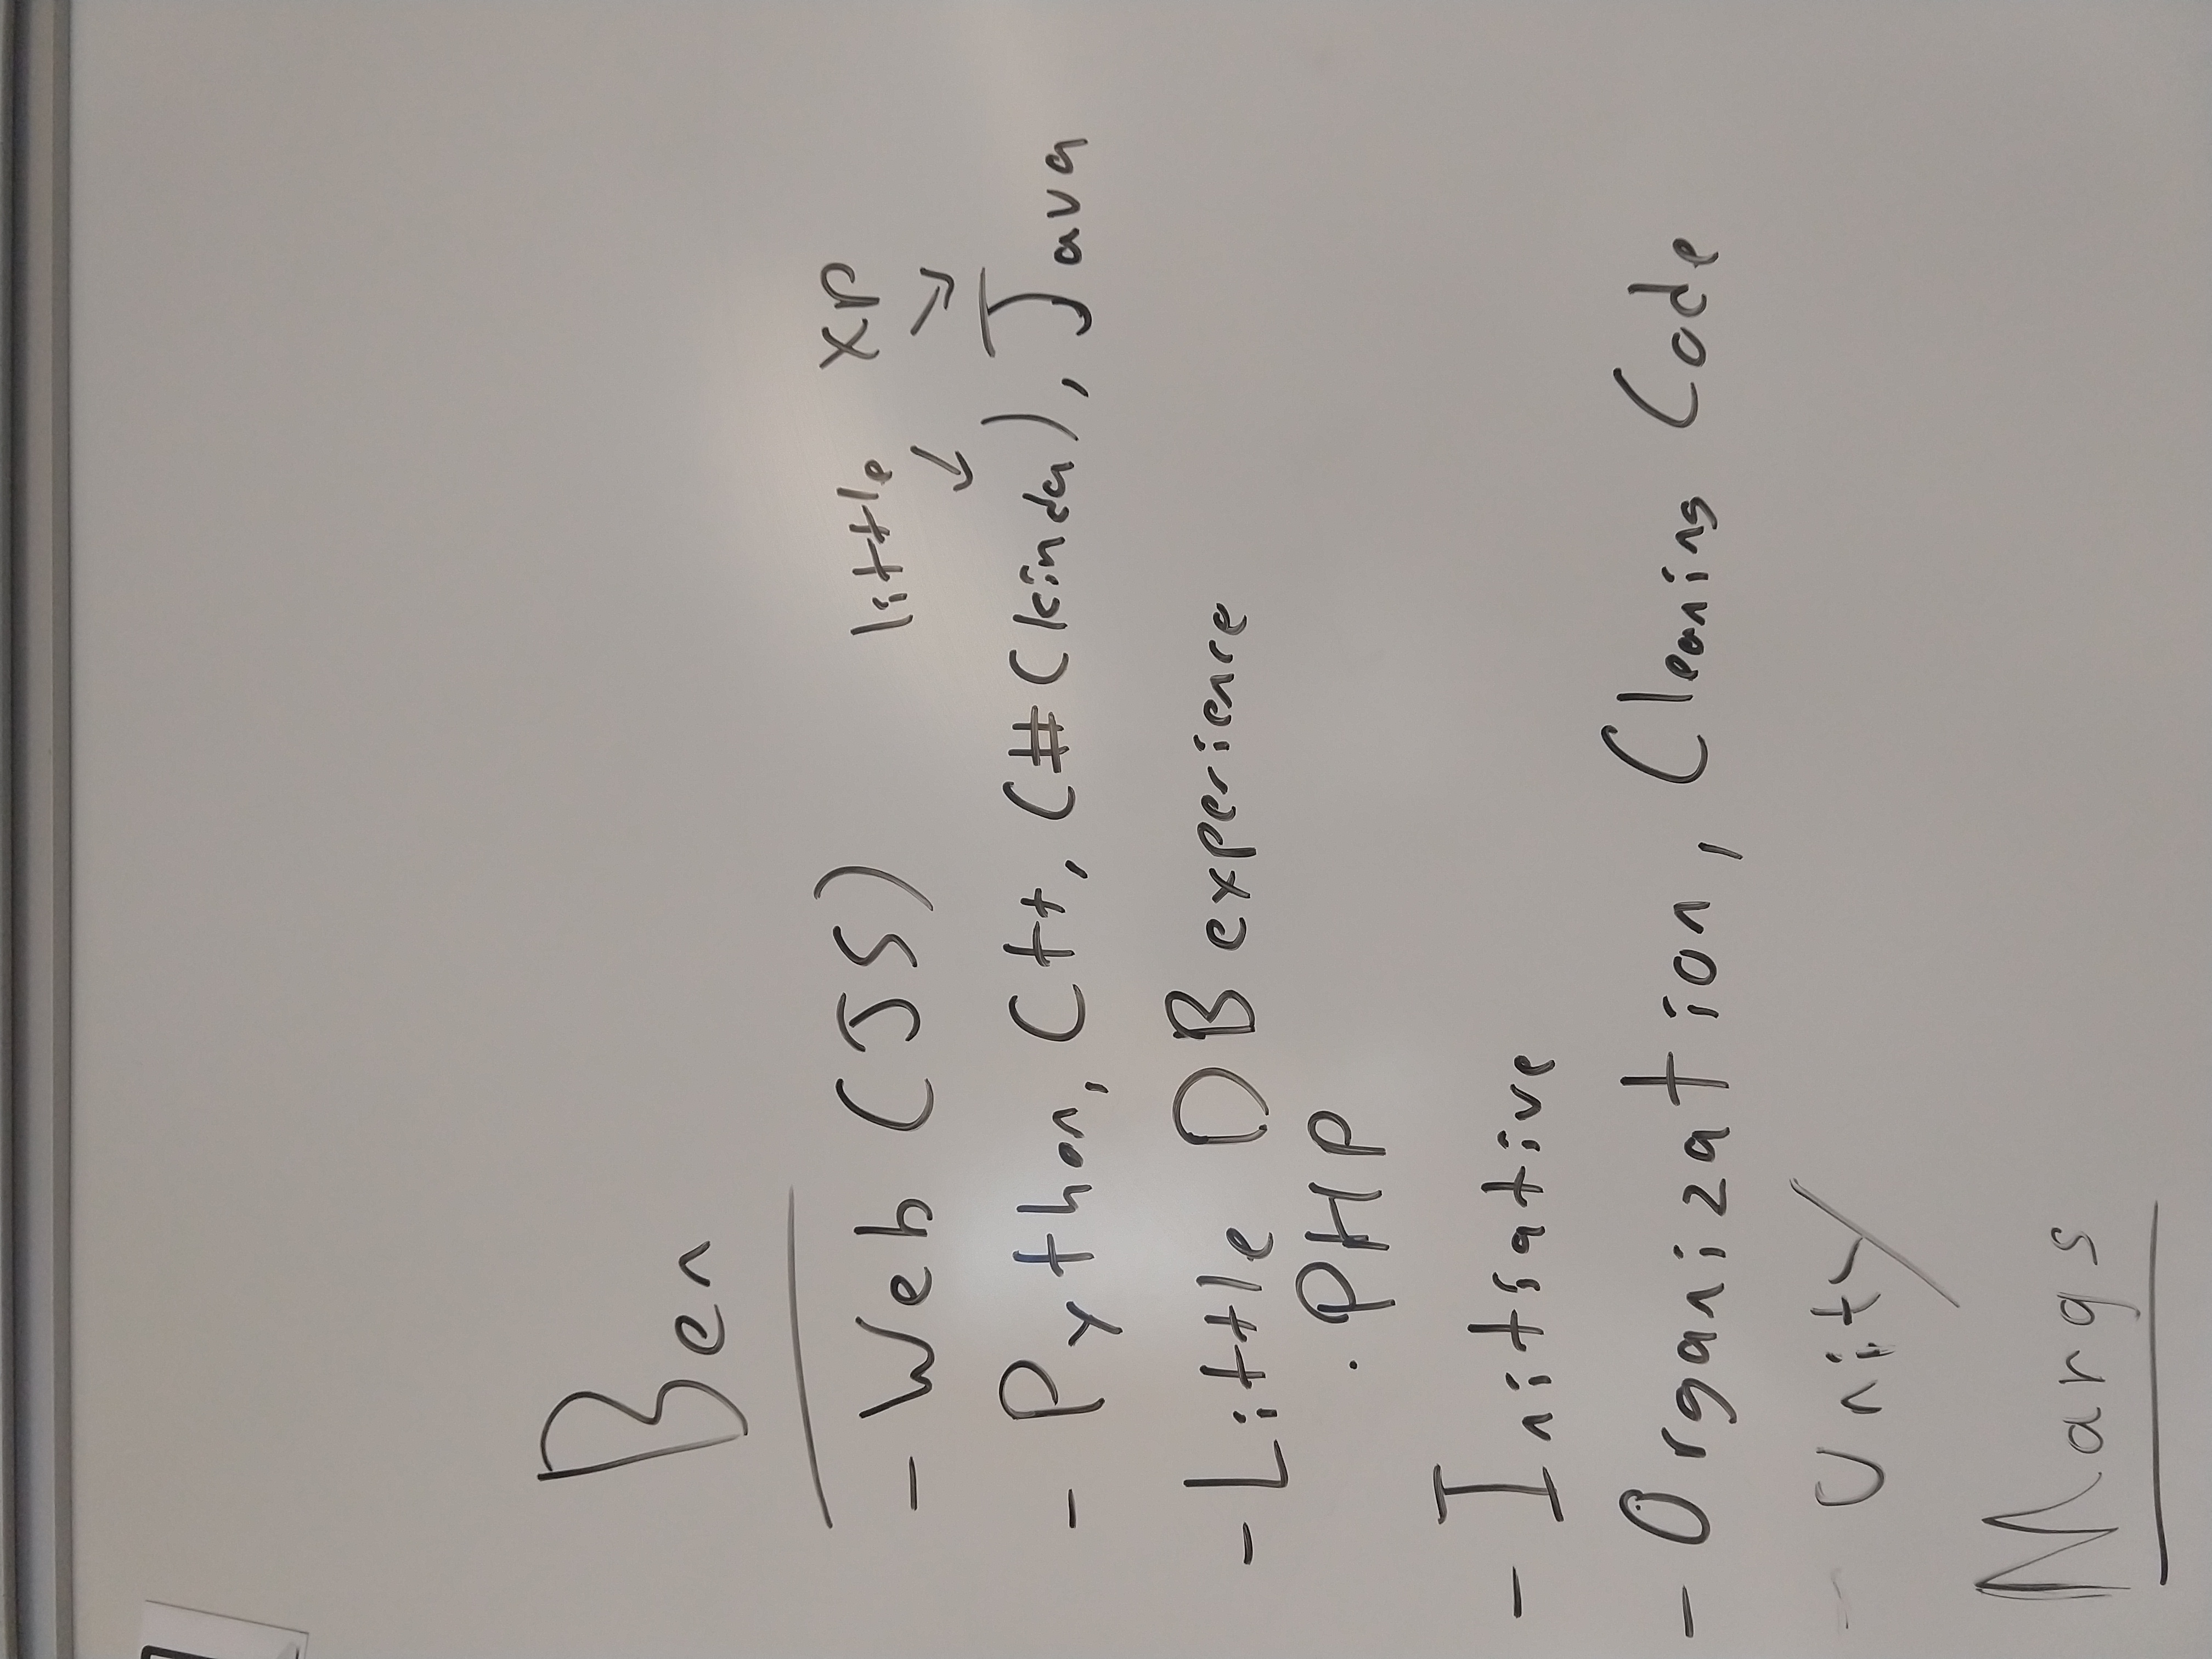 Ben
- Web (JS)
little xp
- Python, C++, C# (kinda), Java
- Little DB experience
· PHP
- Initiative
- Organization, Cleaning Code
- Unity
Margs